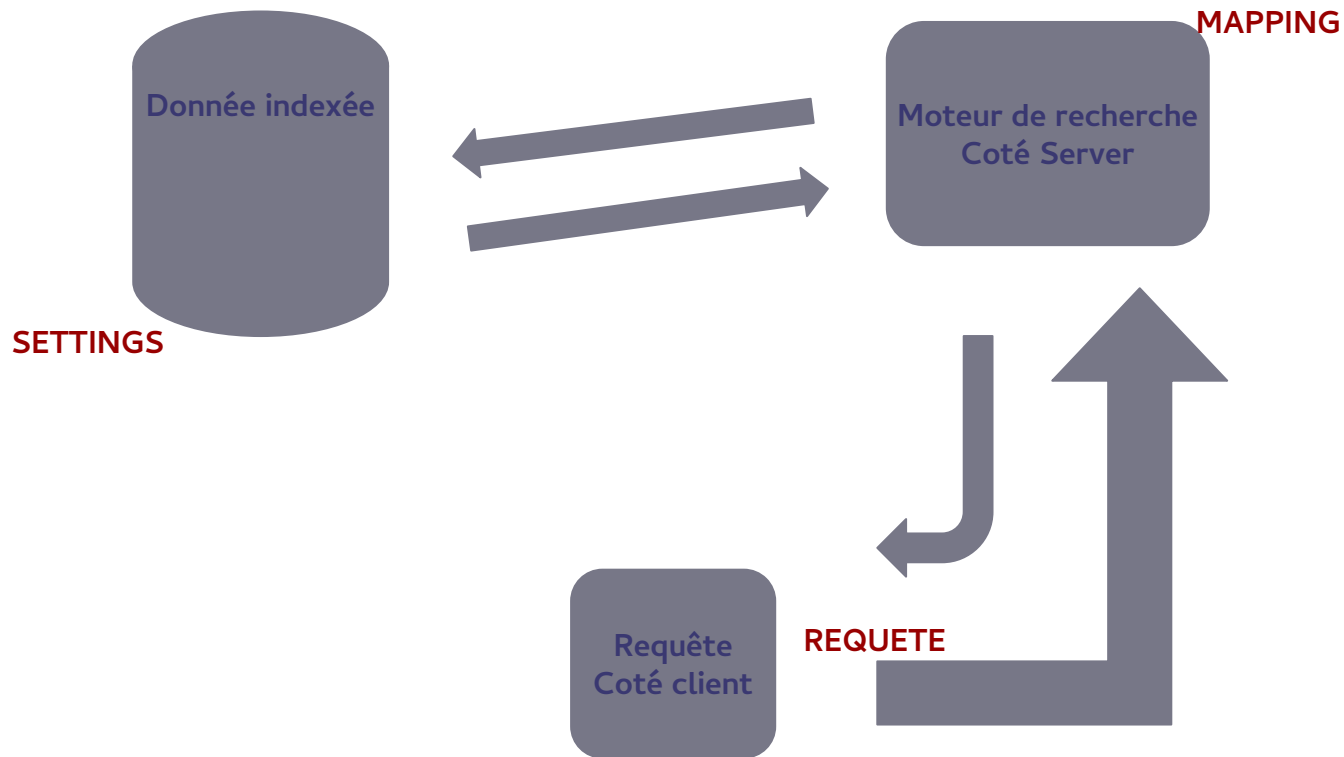 MAPPING
Donnée indexée
Moteur de recherche
Coté Server
SETTINGS
Requête
Coté client
REQUETE